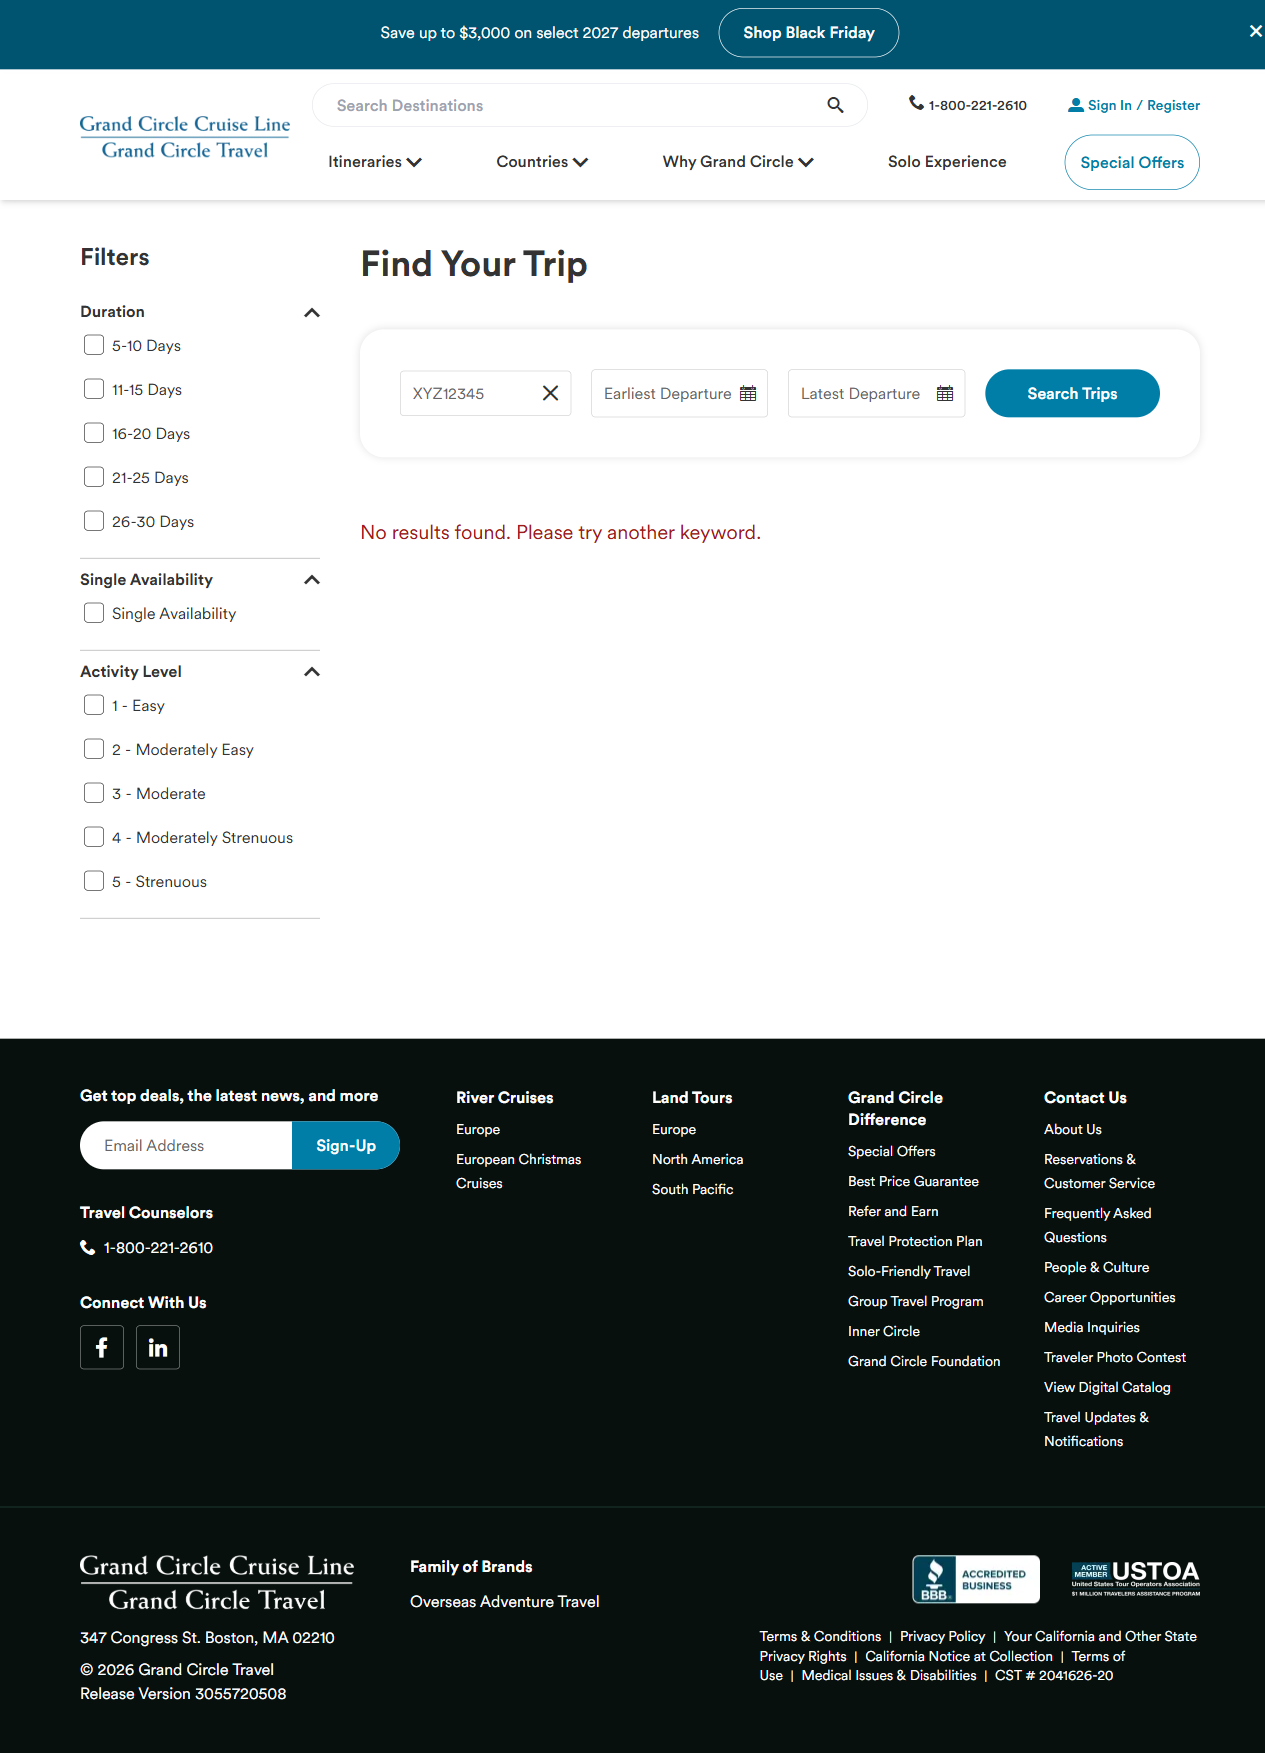 Save up to $3,000 on select 2027 departures
Shop Black Friday
Grand Circle Cruise Line
Grand Circle Travel
Search Destinations
1-800-221-2610
Sign In / Register
Itineraries
Countries
Why Grand Circle
Solo Experience
Special Offers
Filters
Duration
5-10 Days
11-15 Days
16-20 Days
21-25 Days
26-30 Days
Single Availability
Single Availability
Activity Level
1 - Easy
2 - Moderately Easy
3 - Moderate
4 - Moderately Strenuous
5 - Strenuous
Find Your Trip
XYZ12345
Earliest Departure
Latest Departure
Search Trips
No results found. Please try another keyword.
Get top deals, the latest news, and more
Email Address
Sign-Up
Travel Counselors
1-800-221-2610
Connect With Us
River Cruises
Europe
European Christmas
Cruises
Land Tours
Europe
North America
South Pacific
Grand Circle
Difference
Special Offers
Best Price Guarantee
Refer and Earn
Travel Protection Plan
Solo-Friendly Travel
Group Travel Program
Inner Circle
Grand Circle Foundation
Contact Us
About Us
Reservations &
Customer Service
Frequently Asked
Questions
People & Culture
Career Opportunities
Media Inquiries
Traveler Photo Contest
View Digital Catalog
Travel Updates &
Notifications
Grand Circle Cruise Line
Grand Circle Travel
347 Congress St. Boston, MA 02210
© 2026 Grand Circle Travel
Release Version 3055720508
Family of Brands
Overseas Adventure Travel
BBB
ACCREDITED
BUSINESS
ACTIVE
MEMBER
USTOA
United States Tour Operators Association
$1 MILLION TRAVELERS ASSISTANCE PROGRAM
Terms & Conditions | Privacy Policy | Your California and Other State
Privacy Rights | California Notice at Collection | Terms of
Use | Medical Issues & Disabilities | CST # 2041626-20